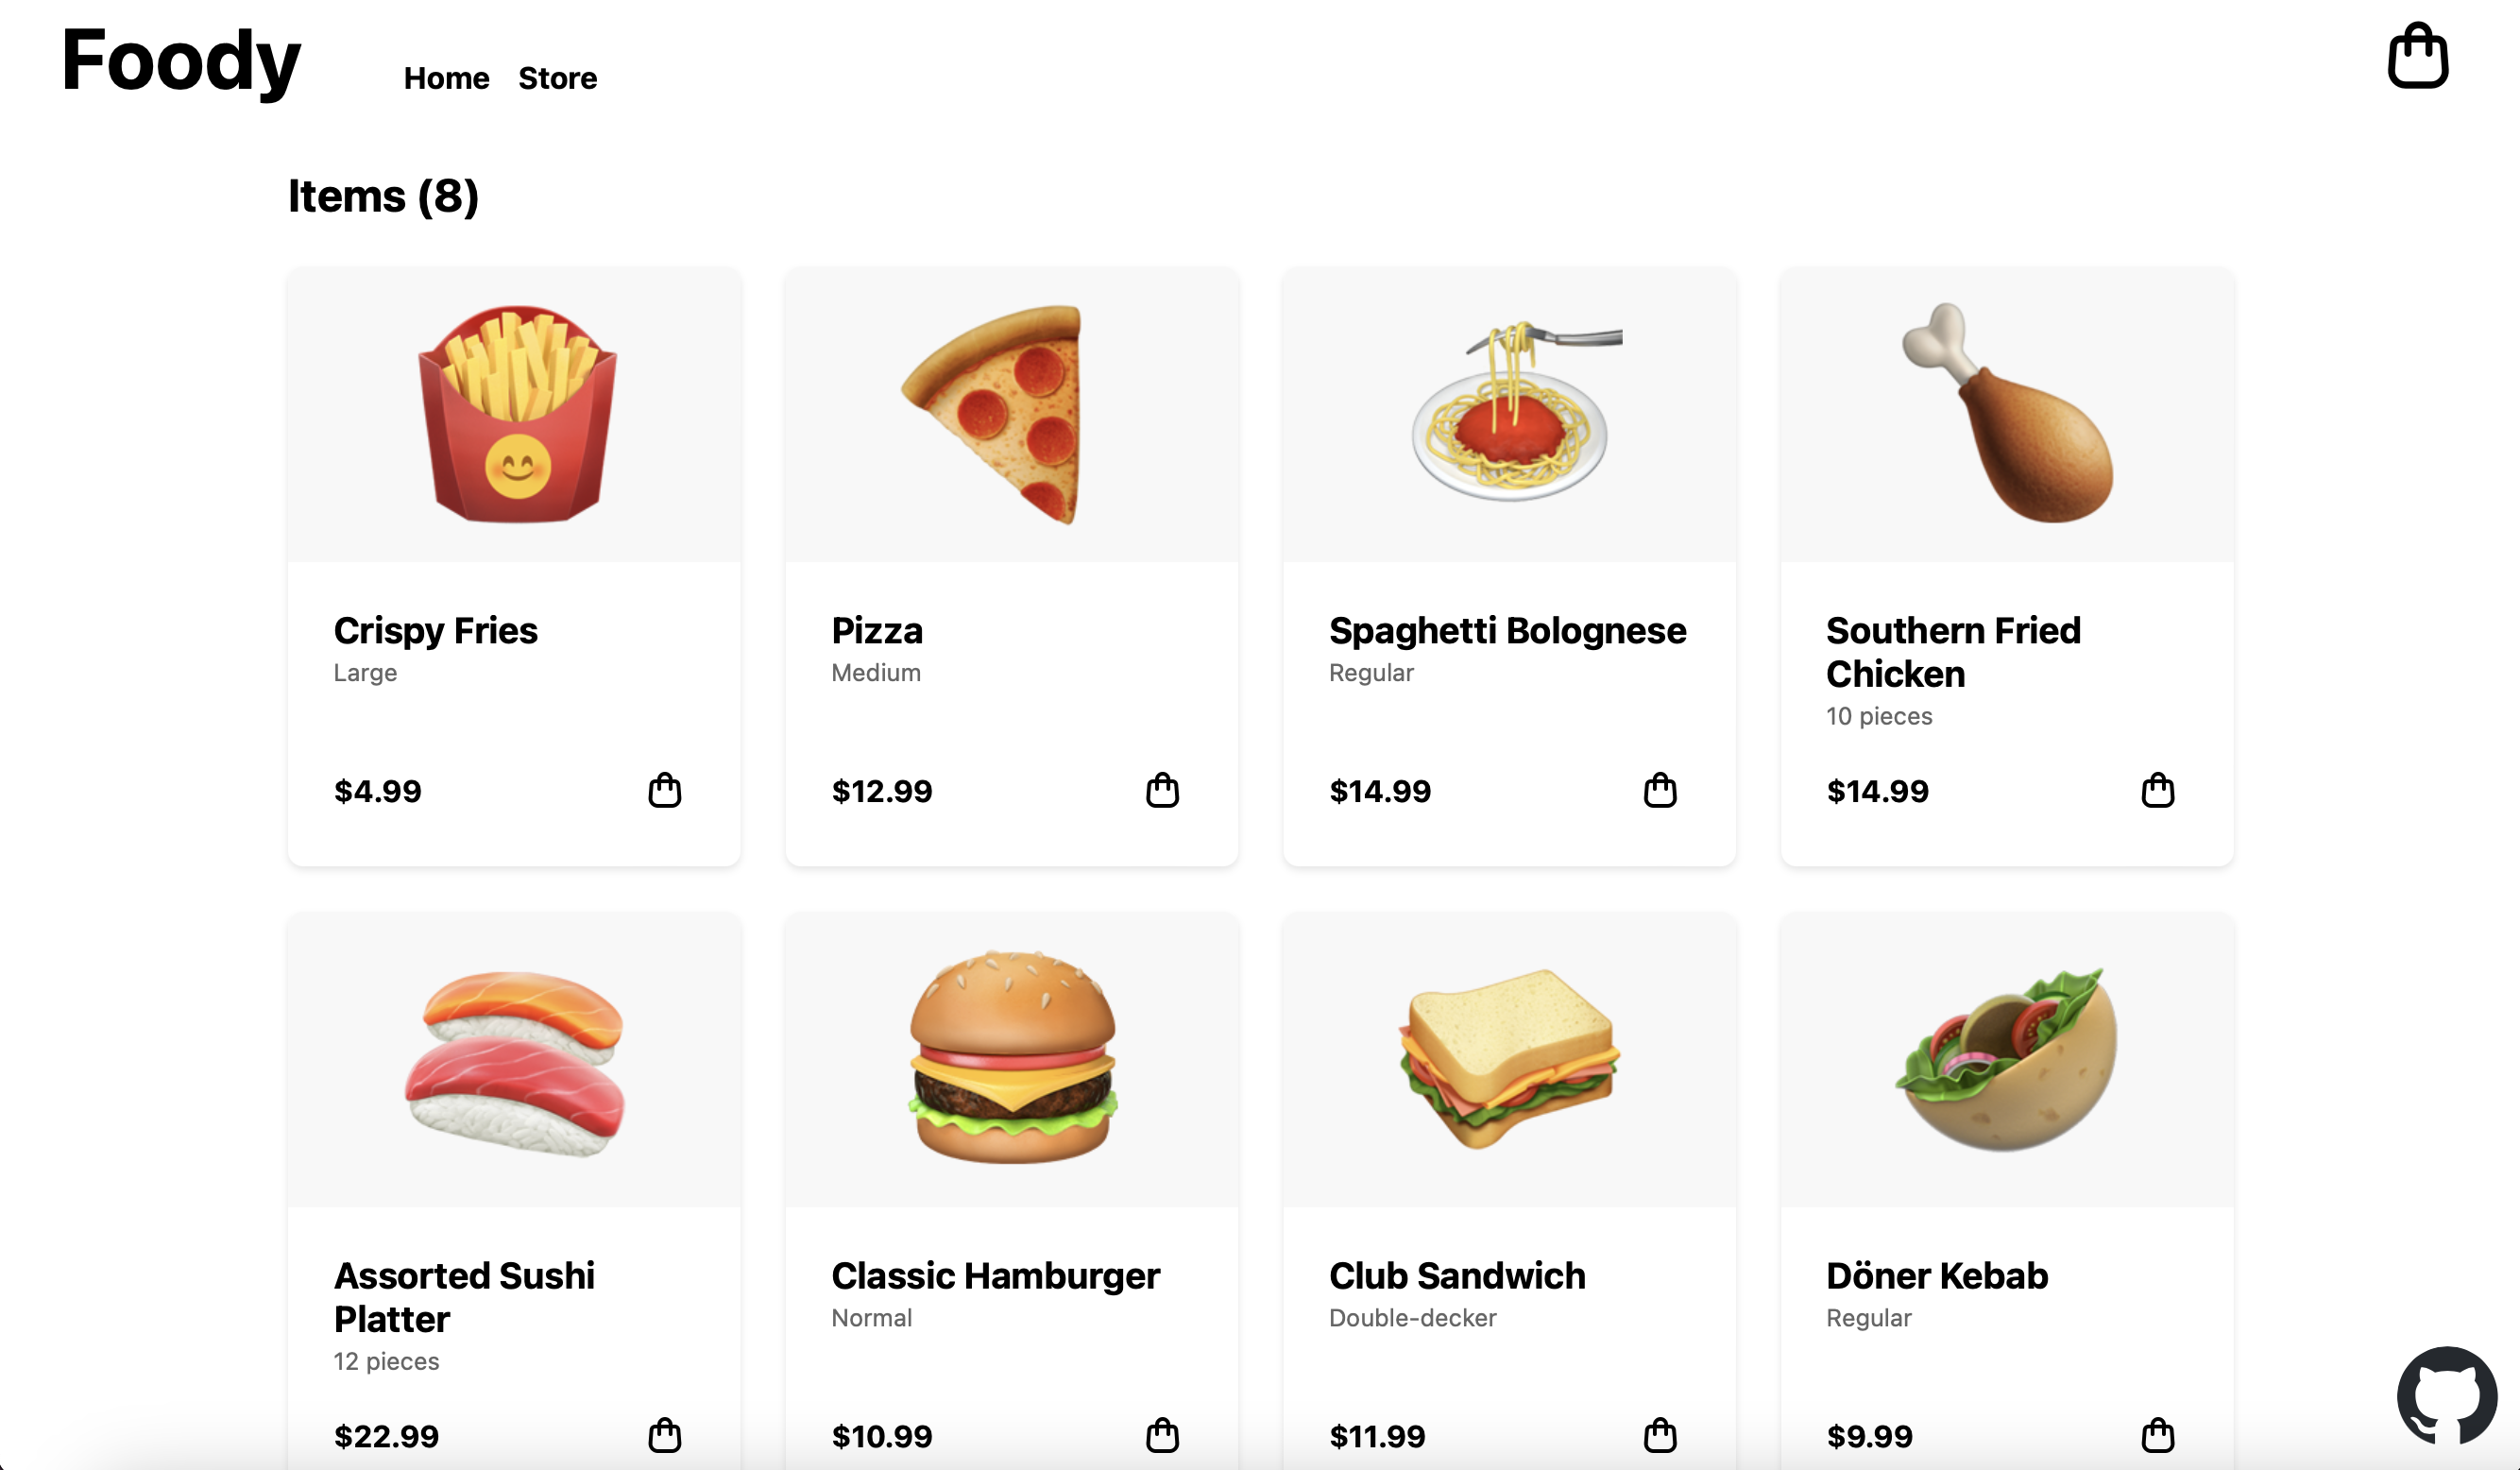 Foody
Home Store
Items (8)
Crispy Fries
Large
$4.99
Pizza
Medium
$12.99
Spaghetti Bolognese
Regular
$14.99
Southern Fried
Chicken
10 pieces
$14.99
Assorted Sushi
Platter
12 pieces
$22.99
Classic Hamburger
Normal
$10.99
Club Sandwich
Double-decker
$11.99
Döner Kebab
Regular
$9.99